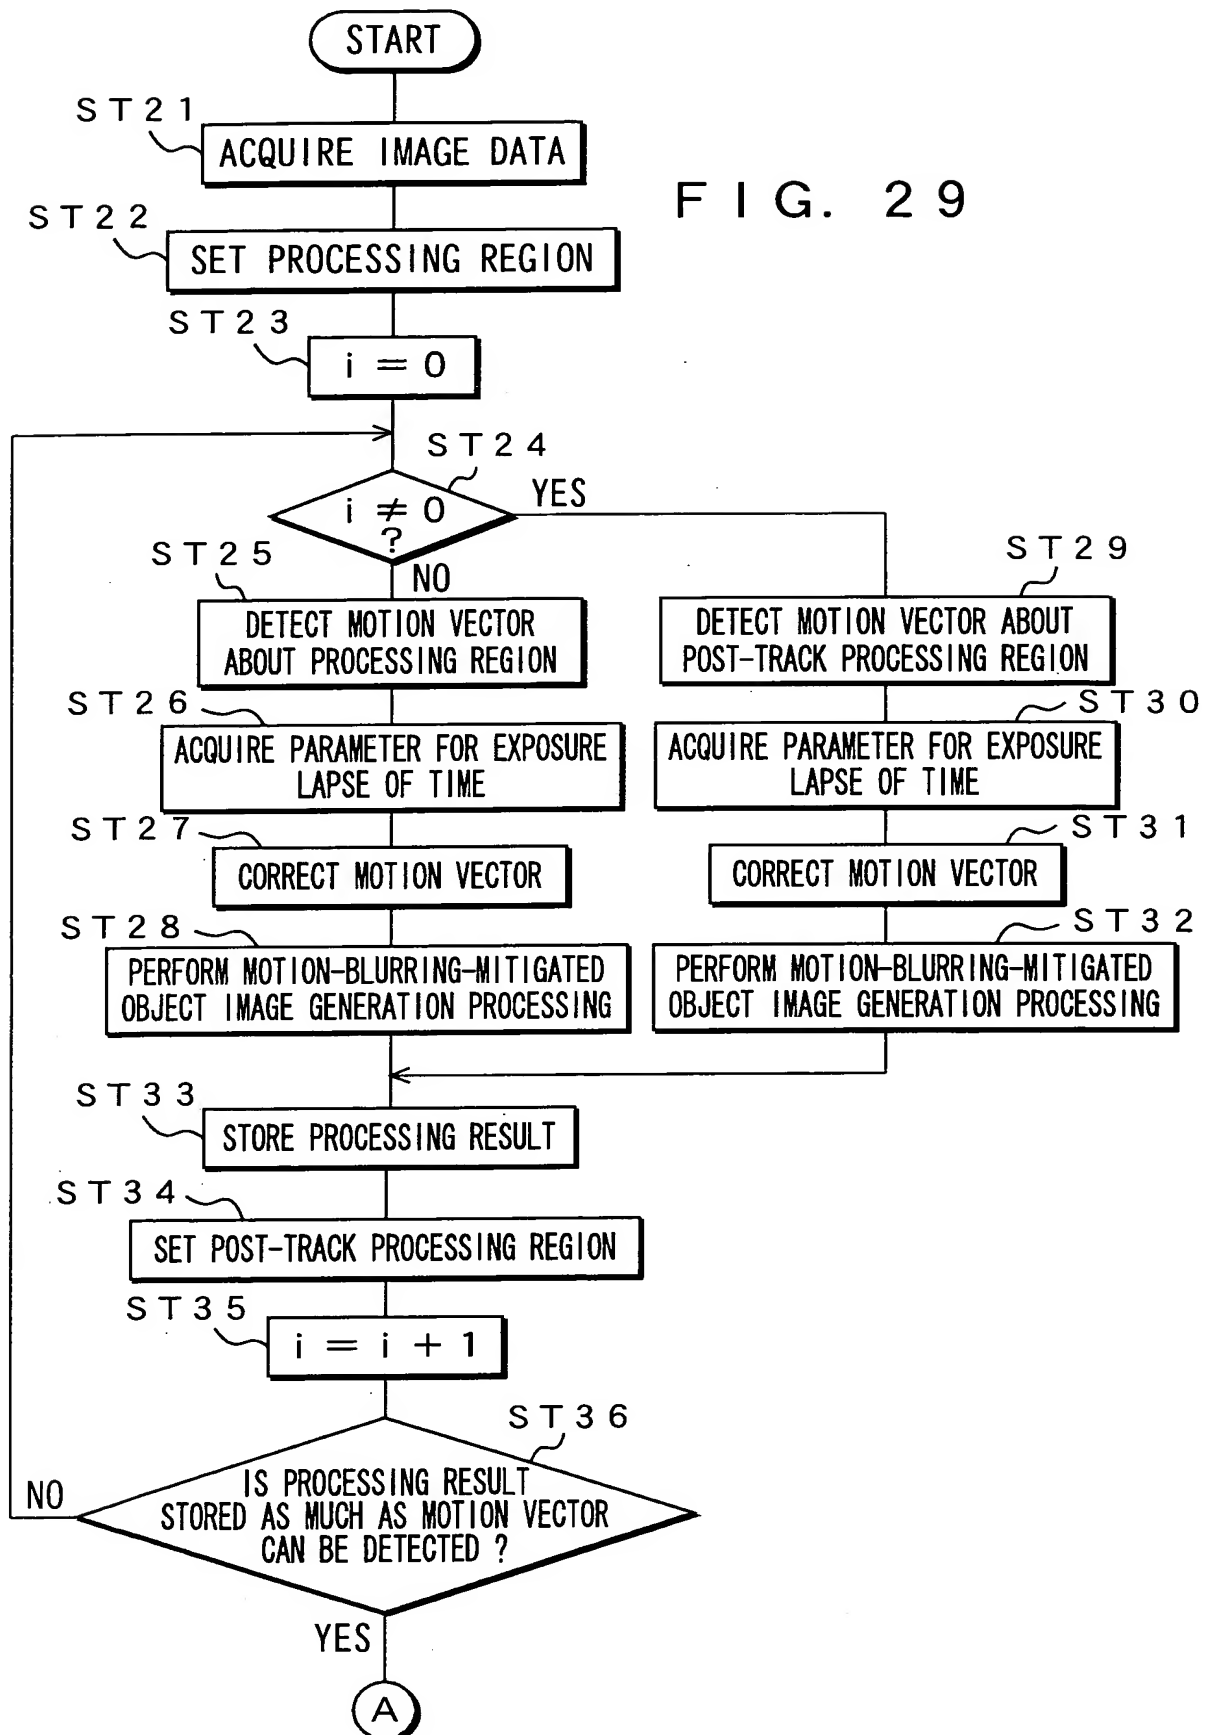 START
ST21
ACQUIRE IMAGE DATA
FIG. 29
ST22
SET PROCESSING REGION
ST23
i = 0
ST24
i ≠ 0
?
YES
NO
ST25
DETECT MOTION VECTOR
ABOUT PROCESSING REGION
ST29
DETECT MOTION VECTOR ABOUT
POST-TRACK PROCESSING REGION
ST26
ACQUIRE PARAMETER FOR EXPOSURE
LAPSE OF TIME
ST30
ACQUIRE PARAMETER FOR EXPOSURE
LAPSE OF TIME
ST27
CORRECT MOTION VECTOR
ST31
CORRECT MOTION VECTOR
ST28
PERFORM MOTION-BLURRING-MITIGATED
OBJECT IMAGE GENERATION PROCESSING
ST32
PERFORM MOTION-BLURRING-MITIGATED
OBJECT IMAGE GENERATION PROCESSING
ST33
STORE PROCESSING RESULT
ST34
SET POST-TRACK PROCESSING REGION
ST35
i = i + 1
ST36
IS PROCESSING RESULT
STORED AS MUCH AS MOTION VECTOR
CAN BE DETECTED ?
NO
YES
A